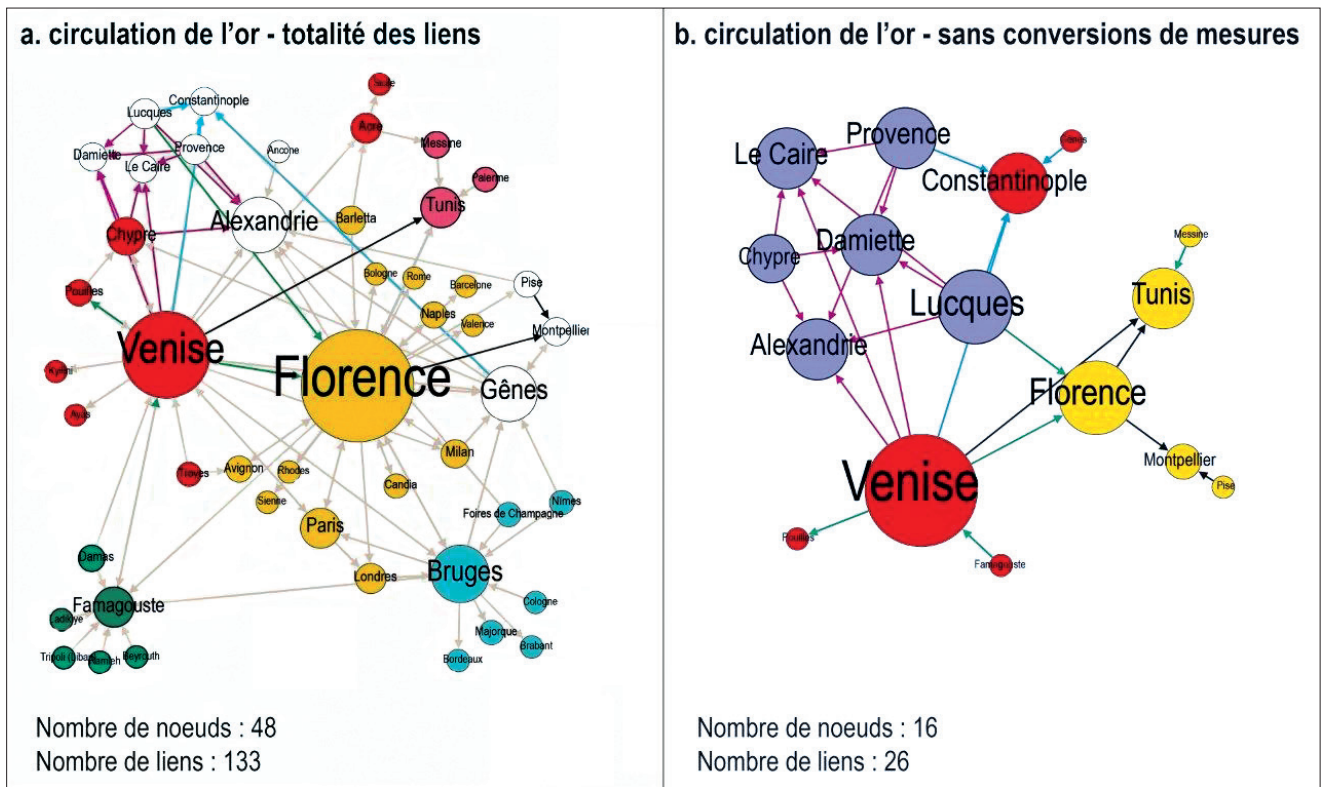 a. circulation de l'or - totalité des liens
Constantinople
Lucques
Acre
Provence
Messine
Damiette
Ancone
Le Caire
Palerme
Tunis
Alexandrie
Barletta
Chypre
Bologne
Rome
Pise
Barcelone
Pouilles
Naples
Valence
Montpellier
Venise
Florence
Gênes
Ayas
Milan
Troyes
Avignon
Rhodes
Candia
Sienne
Nîmes
Foires de Champagne
Paris
Damas
Londres
Bruges
Famagouste
Cologne
Majorque
Brabant
Beyrouth
Bordeaux
Nombre de noeuds : 48
Nombre de liens : 133
b. circulation de l'or - sans conversions de mesures
Provence
Le Caire
Constantinople
Damiette
Chypre
Messine
Tunis
Lucques
Alexandrie
Florence
Montpellier
Venise
Pise
Pouilles
Famagouste
Nombre de noeuds : 16
Nombre de liens : 26